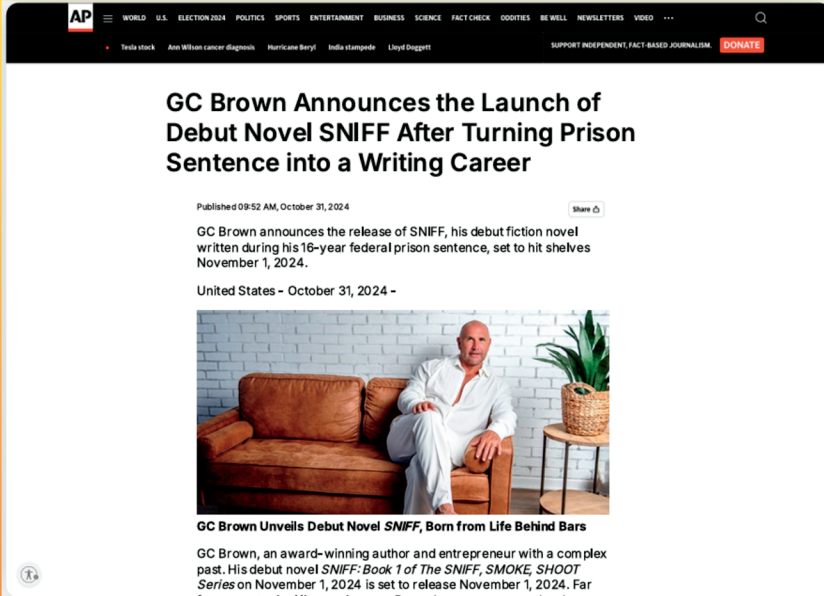 AP
WORLD U.S. ELECTION 2024 POLITICS SPORTS ENTERTAINMENT BUSINESS SCIENCE FACT CHECK ODDITIES BE WELL NEWSLETTERS VIDEO
Tesla stock Ann Wilson cancer diagnosis Hurricane Beryl India stampede Lloyd Doggett
SUPPORT INDEPENDENT, FACT-BASED JOURNALISM. DONATE
GC Brown Announces the Launch of
Debut Novel SNIFF After Turning Prison
Sentence into a Writing Career
Published 09:52 AM, October 31, 2024
Share
GC Brown announces the release of SNIFF, his debut fiction novel
written during his 16-year federal prison sentence, set to hit shelves
November 1, 2024.
United States - October 31, 2024 -
GC Brown Unveils Debut Novel SNIFF, Born from Life Behind Bars
GC Brown, an award-winning author and entrepreneur with a complex
past. His debut novel SNIFF: Book 1 of The SNIFF, SMOKE, SHOOT
Series on November 1, 2024 is set to release November 1, 2024. Far